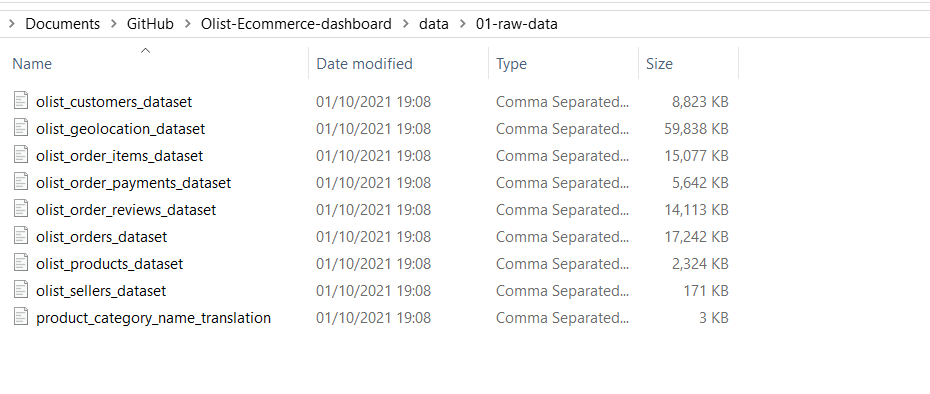 Documents > GitHub > Olist-Ecommerce-dashboard > data > 01-raw-data
Name Date modified Type Size
olist_customers_dataset 01/10/2021 19:08 Comma Separated... 8,823 KB
olist_geolocation_dataset 01/10/2021 19:08 Comma Separated... 59,838 KB
olist_order_items_dataset 01/10/2021 19:08 Comma Separated... 15,077 KB
olist_order_payments_dataset 01/10/2021 19:08 Comma Separated... 5,642 KB
olist_order_reviews_dataset 01/10/2021 19:08 Comma Separated... 14,113 KB
olist_orders_dataset 01/10/2021 19:08 Comma Separated... 17,242 KB
olist_products_dataset 01/10/2021 19:08 Comma Separated... 2,324 KB
olist_sellers_dataset 01/10/2021 19:08 Comma Separated... 171 KB
product_category_name_translation 01/10/2021 19:08 Comma Separated... 3 KB